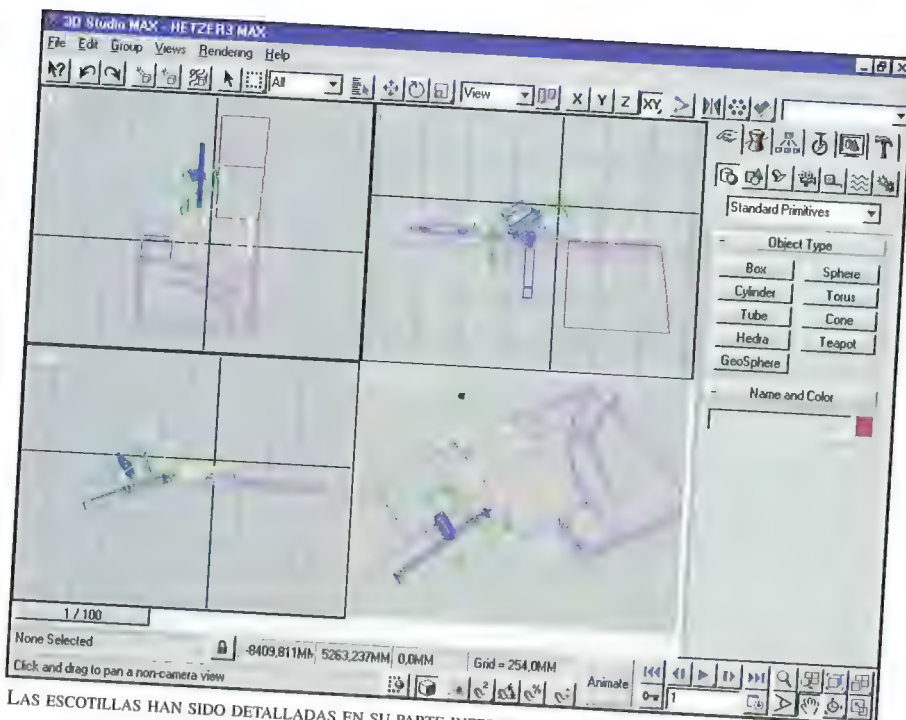 3D Studio MAX - HETZER3.MAX
File Edit Group Views Rendering Help
All
View
X Y Z XY
Standard Primitives
- Object Type
Box Sphere
Cylinder Torus
Tube Cone
Hedra Teapot
GeoSphere
- Name and Color
1 / 100
None Selected
-8409,811MM 5263,237MM 0,0MM
Grid = 254,0MM
Animate
1
Click and drag to pan a non-camera view
LAS ESCOTILLAS HAN SIDO DETALLADAS EN SU PARTE